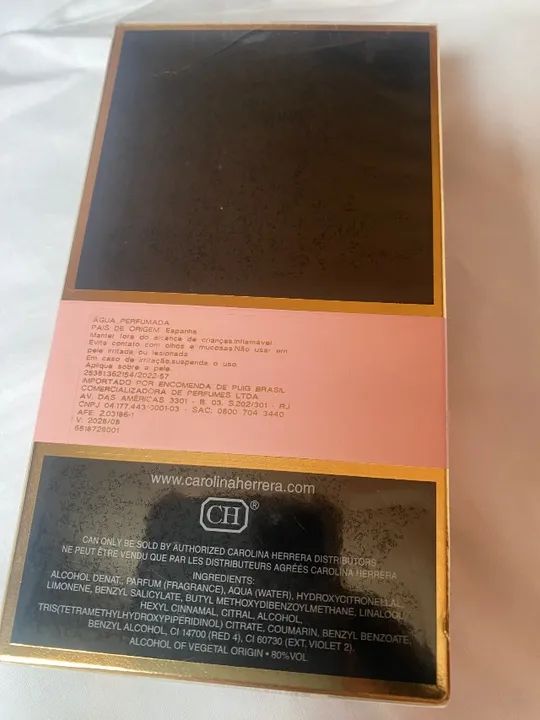 ÁGUA PERFUMADA
PAÍS DE ORIGEM: Espanha
Manter fora do alcance de crianças.Inflamável
Evite contato com olhos e mucosas.Não usar em
pele irritada ou lesionada
Em caso de irritação,suspenda o uso
Aplique sobre a pele.
25351362154/2022-57
IMPORTADO POR ENCOMENDA DE PUIG BRASIL
COMERCIALIZADORA DE PERFUMES LTDA
AV. DAS AMÉRICAS 3301 - B. 03. S.202/301 - RJ
CNPJ 04.177.443/0001-03 - SAC: 0800 704 3440
AFE: 2.03186-1
V: 2026/08
6518728001
www.carolinaherrera.com
CH®
CAN ONLY BE SOLD BY AUTHORIZED CAROLINA HERRERA DISTRIBUTORS
NE PEUT ÊTRE VENDU QUE PAR LES DISTRIBUTEURS AGRÉÉS CAROLINA HERRERA
INGREDIENTS:
ALCOHOL DENAT., PARFUM (FRAGRANCE), AQUA (WATER), HYDROXYCITRONELLAL,
LIMONENE, BENZYL SALICYLATE, BUTYL METHOXYDIBENZOYLMETHANE, LINALOOL,
HEXYL CINNAMAL, CITRAL, ALCOHOL,
TRIS(TETRAMETHYLHYDROXYPIPERIDINOL) CITRATE, COUMARIN, BENZYL BENZOATE,
BENZYL ALCOHOL, CI 14700 (RED 4), CI 60730 (EXT. VIOLET 2).
ALCOHOL OF VEGETAL ORIGIN • 80%VOL